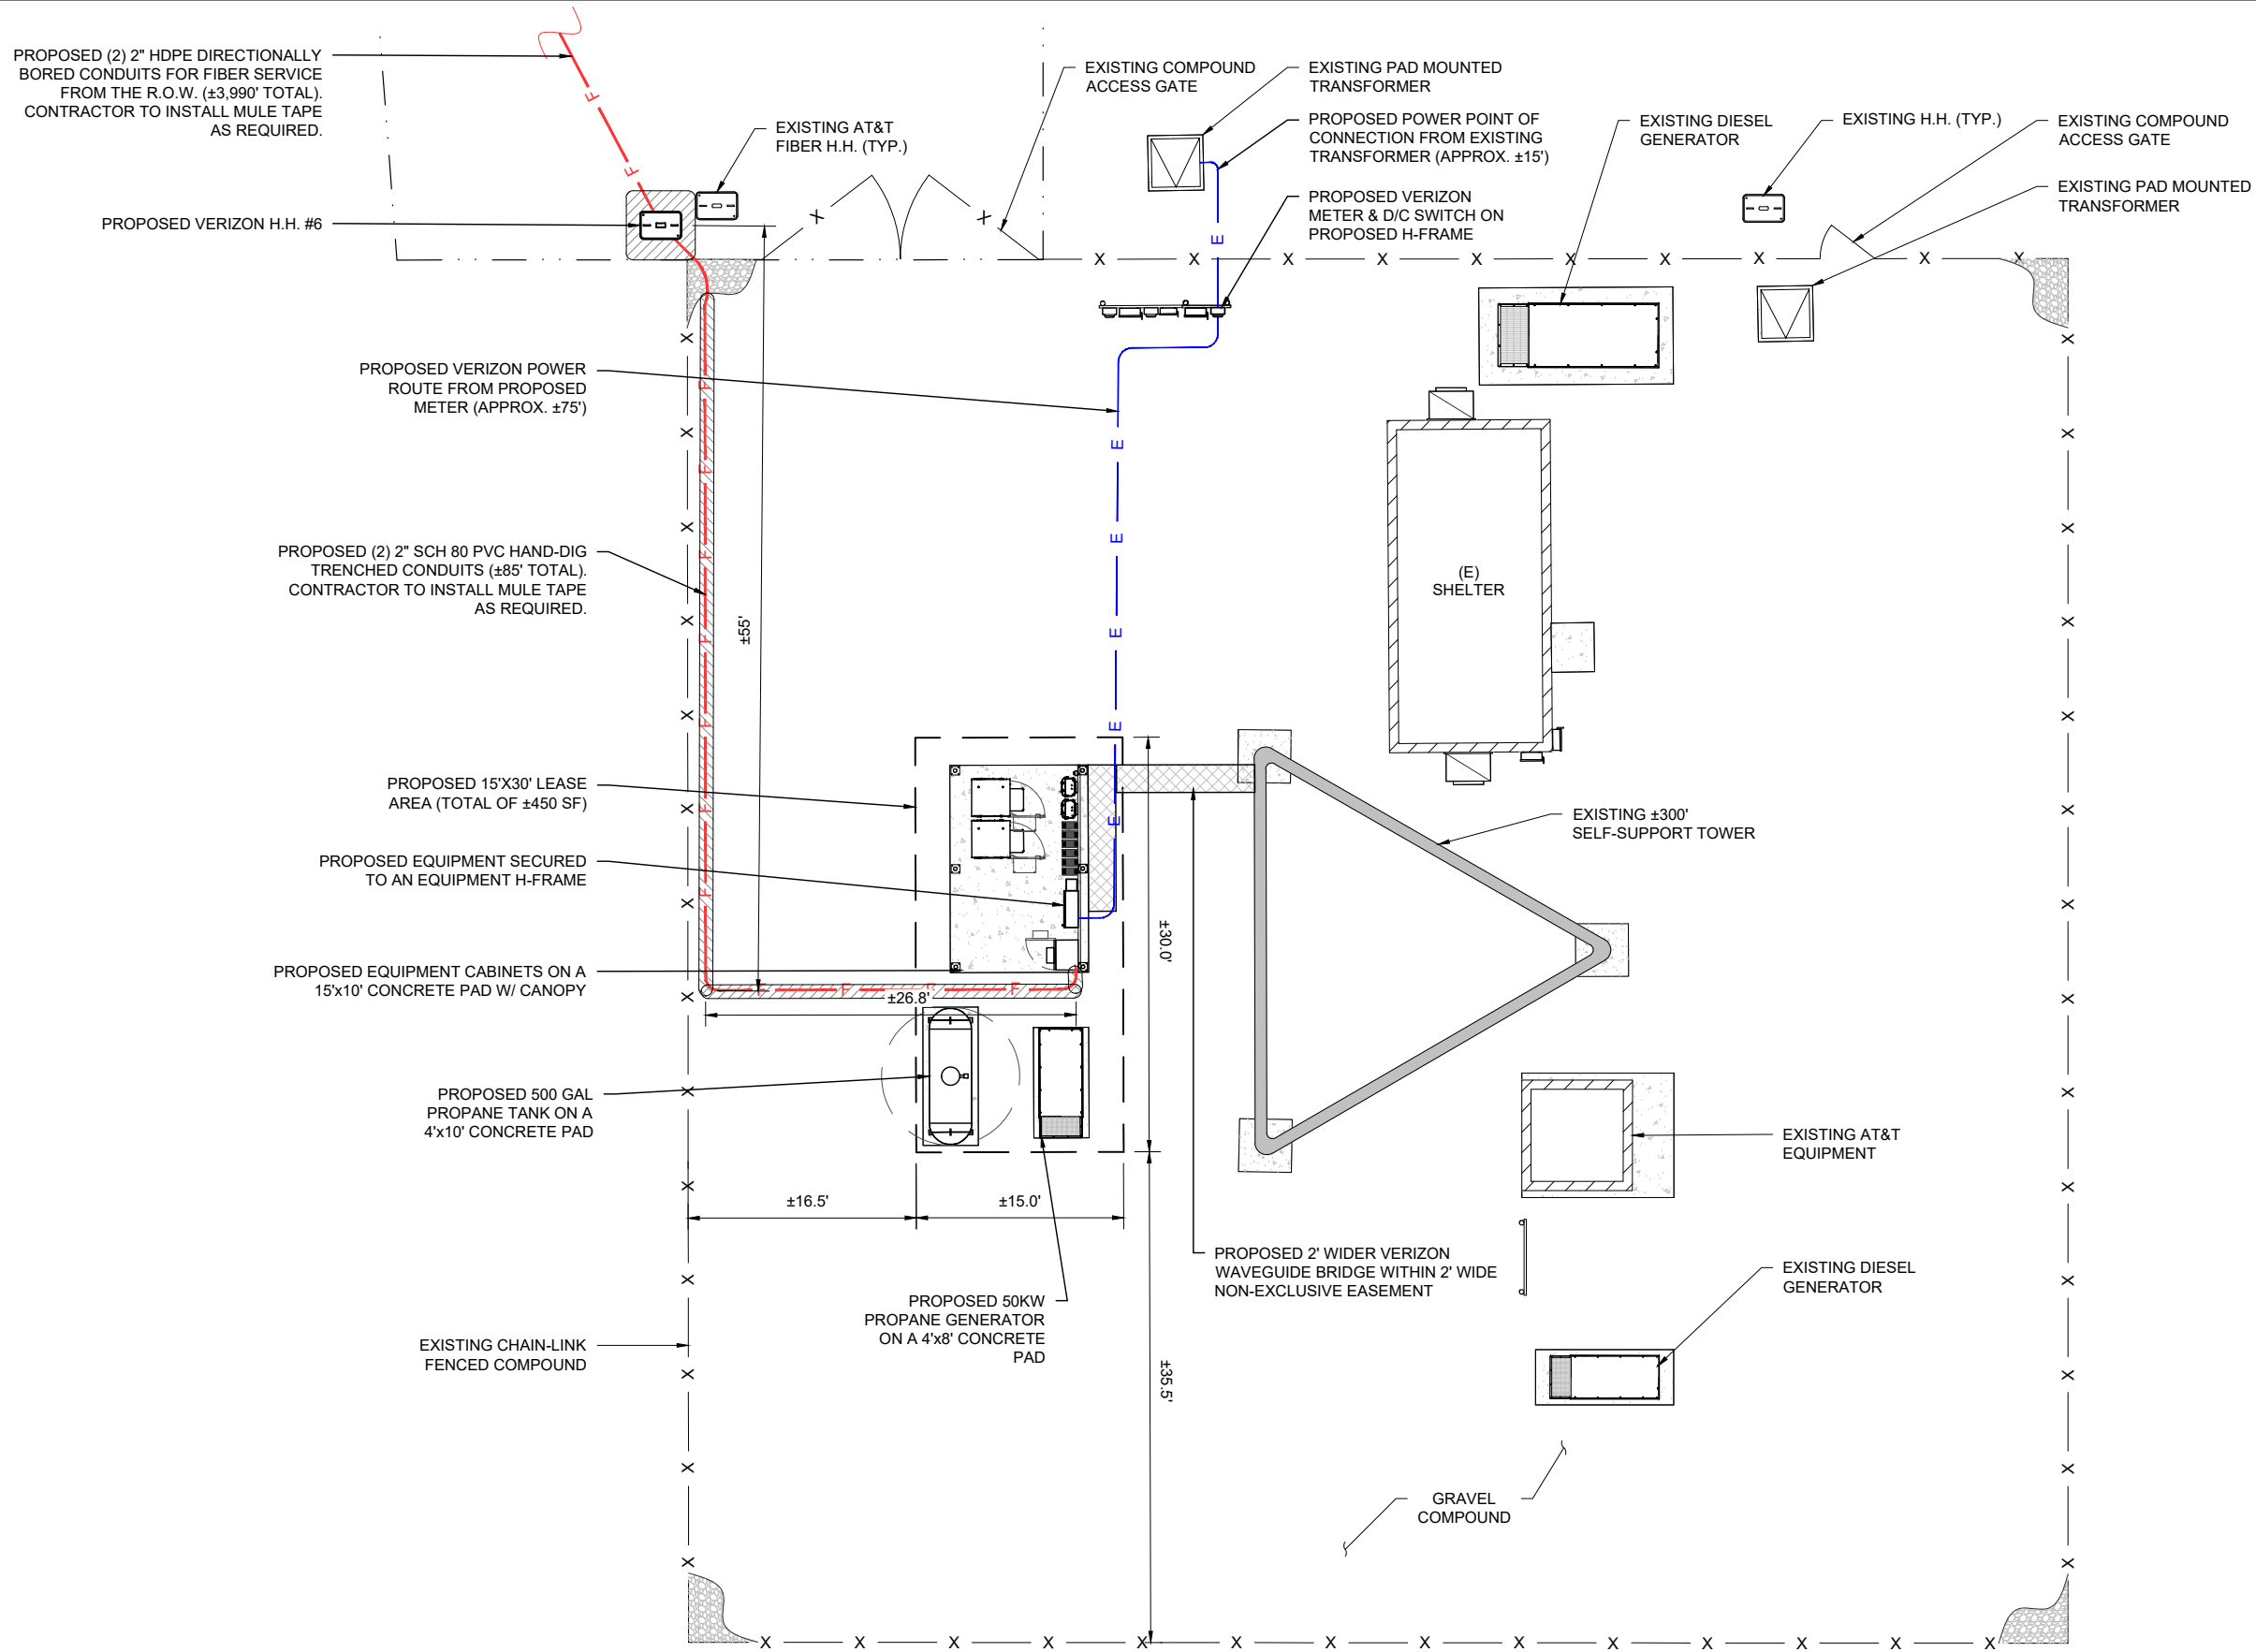 PROPOSED (2) 2" HDPE DIRECTIONALLY
BORED CONDUITS FOR FIBER SERVICE
FROM THE R.O.W. (±3,990' TOTAL).
CONTRACTOR TO INSTALL MULE TAPE
AS REQUIRED.
EXISTING AT&T
FIBER H.H. (TYP.)
EXISTING COMPOUND
ACCESS GATE
EXISTING PAD MOUNTED
TRANSFORMER
PROPOSED POWER POINT OF
CONNECTION FROM EXISTING
TRANSFORMER (APPROX. ±15')
PROPOSED VERIZON
METER & D/C SWITCH ON
PROPOSED H-FRAME
EXISTING DIESEL
GENERATOR
EXISTING H.H. (TYP.)
EXISTING COMPOUND
ACCESS GATE
EXISTING PAD MOUNTED
TRANSFORMER
PROPOSED VERIZON H.H. #6
PROPOSED VERIZON POWER
ROUTE FROM PROPOSED
METER (APPROX. ±75')
PROPOSED (2) 2" SCH 80 PVC HAND-DIG
TRENCHED CONDUITS (±85' TOTAL).
CONTRACTOR TO INSTALL MULE TAPE
AS REQUIRED.
±55'
(E)
SHELTER
PROPOSED 15'X30' LEASE
AREA (TOTAL OF ±450 SF)
EXISTING ±300'
SELF-SUPPORT TOWER
PROPOSED EQUIPMENT SECURED
TO AN EQUIPMENT H-FRAME
±30.0'
PROPOSED EQUIPMENT CABINETS ON A
15'x10' CONCRETE PAD W/ CANOPY
±26.8'
PROPOSED 500 GAL
PROPANE TANK ON A
4'x10' CONCRETE PAD
EXISTING AT&T
EQUIPMENT
±16.5'
±15.0'
PROPOSED 2' WIDER VERIZON
WAVEGUIDE BRIDGE WITHIN 2' WIDE
NON-EXCLUSIVE EASEMENT
EXISTING DIESEL
GENERATOR
PROPOSED 50KW
PROPANE GENERATOR
ON A 4'x8' CONCRETE
PAD
EXISTING CHAIN-LINK
FENCED COMPOUND
±35.5'
GRAVEL
COMPOUND